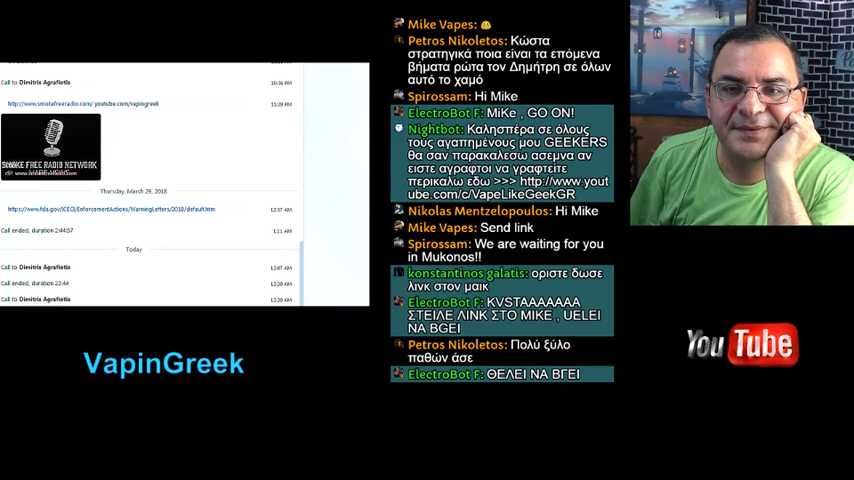 Call to Dimitris Agrafiotis
10:26 PM
http://www.smokefreeradio.com/ youtube.com/vapingreek
11:29 PM
SMOKE FREE RADIO NETWORK
Thursday, March 29, 2018
https://www.fda.gov/ICECI/EnforcementActions/WarningLetters/2018/default.htm
12:57 AM
Call ended, duration 2:44:57
1:11 AM
Today
Call to Dimitris Agrafiotis
12:07 AM
Call ended, duration 22:44
12:30 AM
Call to Dimitris Agrafiotis
12:30 AM
VapinGreek
Mike Vapes:
Petros Nikoletos: Κώστα
στρατηγικά ποια είναι τα επόμενα
βήματα ρώτα τον Δημήτρη σε όλων
αυτό το χαμό
Spirossam: Hi Mike
ElectroBot F: MiKe , GO ON!
Nightbot: Καλησπέρα σε όλους
τους αγαπημένους μου GEEKERS
θα σαν παρακαλεσω ασεμνα αν
ειστε αγραφτοι να γραφτείτε
περικαλω εδω >>> http://www.yout
ube.com/c/VapeLikeGeekGR
Nikolas Mentzelopoulos: Hi Mike
Mike Vapes: Send link
Spirossam: We are waiting for you
in Mukonos!!
konstantinos galatis: οριστε δωσε
λινκ στον μαικ
ElectroBot F: KVSTAAAAAAA
ΣΤΕΙΛΕ ΛΙΝΚ ΣΤΟ MIKE , UELEI
NA BGEI
Petros Nikoletos: Πολύ ξύλο
παθών άσε
ElectroBot F: ΘΕΛΕΙ ΝΑ ΒΓΕΙ
You Tube